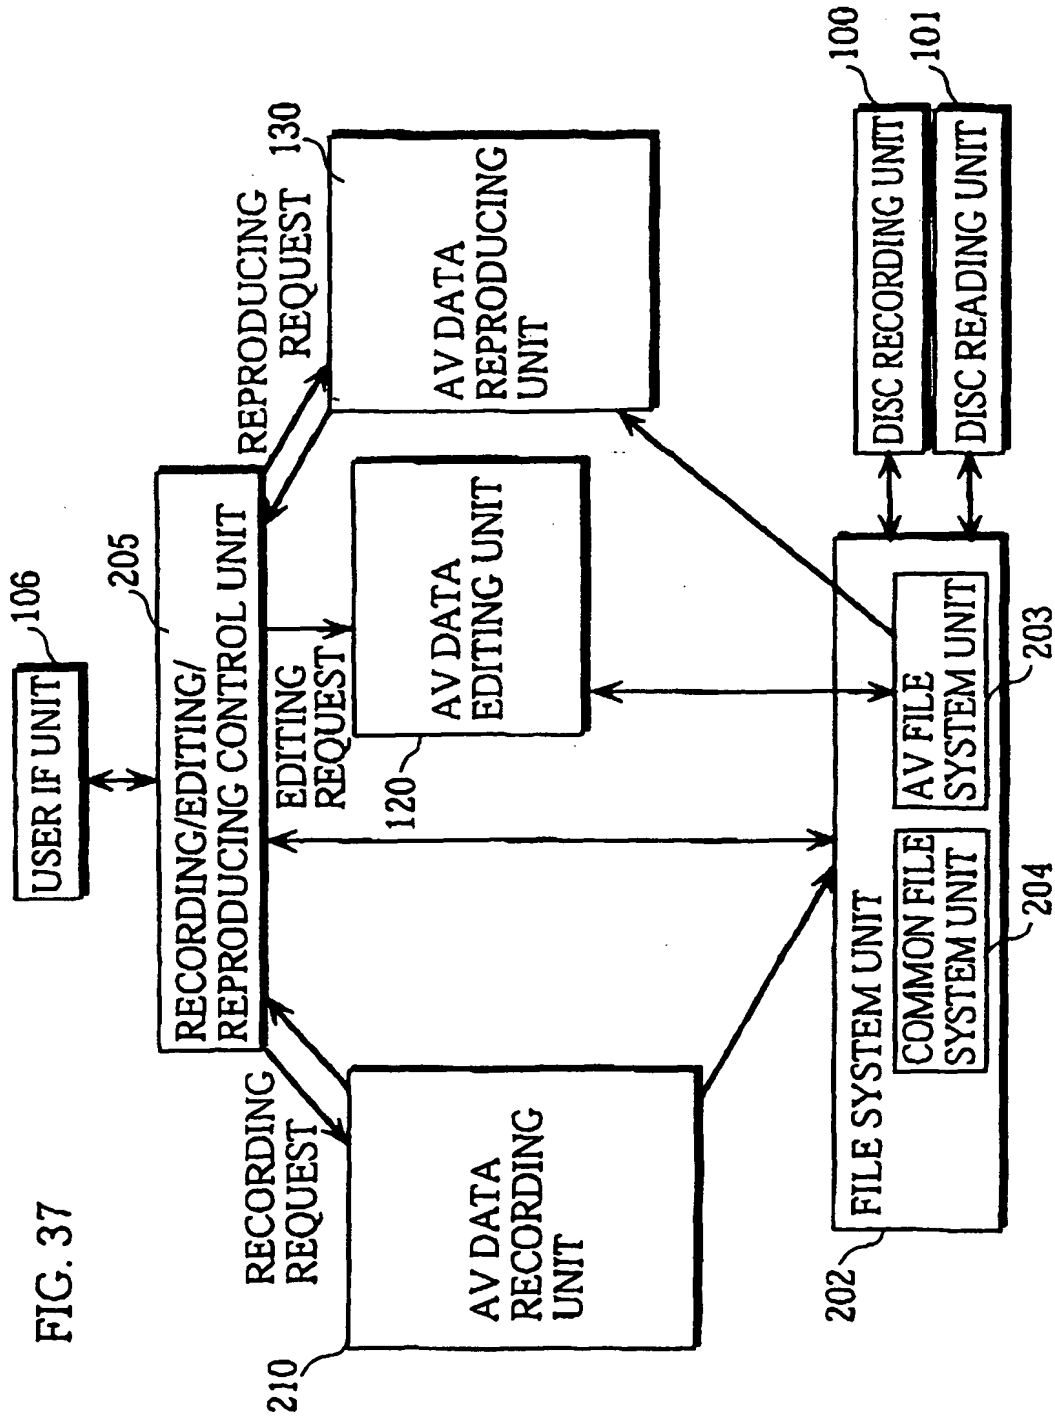 FIG. 37
USER IF UNIT
106
205
RECORDING/EDITING/
REPRODUCING CONTROL UNIT
RECORDING
REQUEST
EDITING
REQUEST
REPRODUCING
REQUEST
210
AV DATA
RECORDING
UNIT
120
AV DATA
EDITING UNIT
130
AV DATA
REPRODUCING
UNIT
202
FILE SYSTEM UNIT
COMMON FILE
SYSTEM UNIT
204
AV FILE
SYSTEM UNIT
203
DISC RECORDING UNIT
100
DISC READING UNIT
101